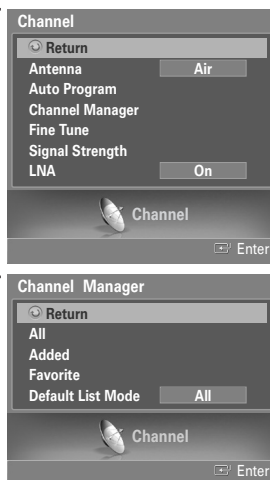 Channel
Return
Antenna Air
Auto Program
Channel Manager
Fine Tune
Signal Strength
LNA On
Channel
Enter
Channel Manager
Return
All
Added
Favorite
Default List Mode All
Channel
Enter